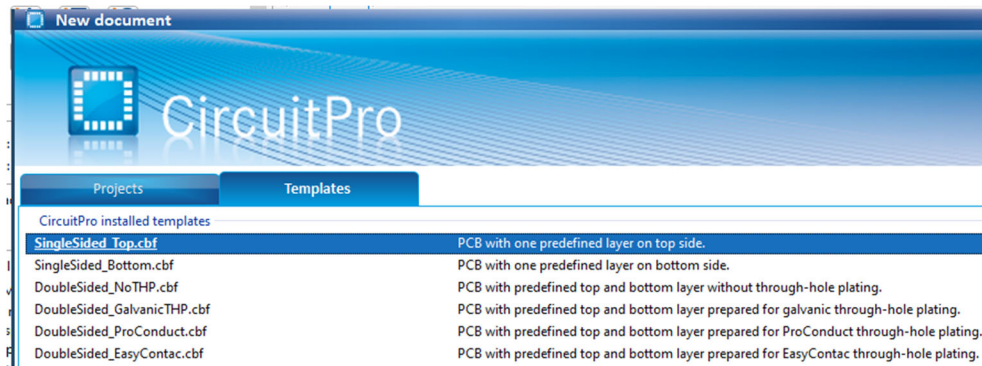 New document
CircuitPro
Projects Templates
CircuitPro installed templates
SingleSided_Top.cbf PCB with one predefined layer on top side.
SingleSided_Bottom.cbf PCB with one predefined layer on bottom side.
DoubleSided_NoTHP.cbf PCB with predefined top and bottom layer without through-hole plating.
DoubleSided_GalvanicTHP.cbf PCB with predefined top and bottom layer prepared for galvanic through-hole plating.
DoubleSided_ProConduct.cbf PCB with predefined top and bottom layer prepared for ProConduct through-hole plating.
DoubleSided_EasyContac.cbf PCB with predefined top and bottom layer prepared for EasyContac through-hole plating.